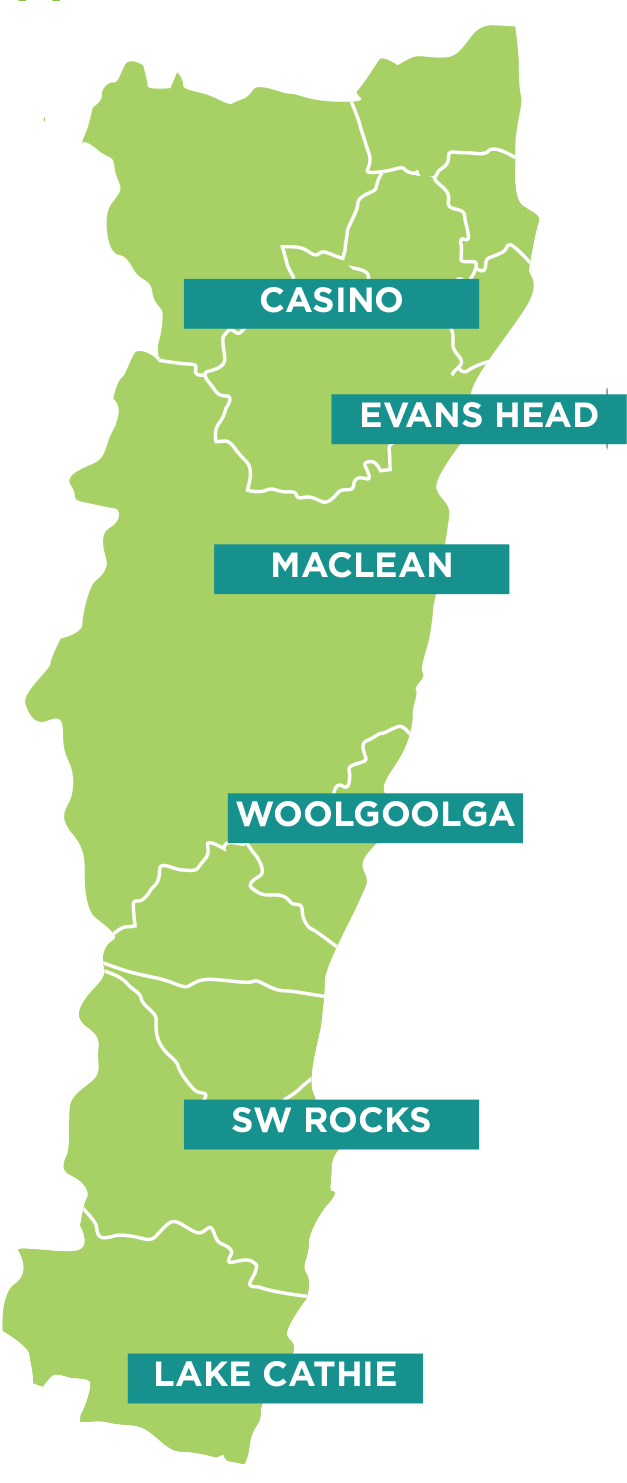 CASINO
EVANS HEAD
MACLEAN
WOOLGOOLGA
SW ROCKS
LAKE CATHIE